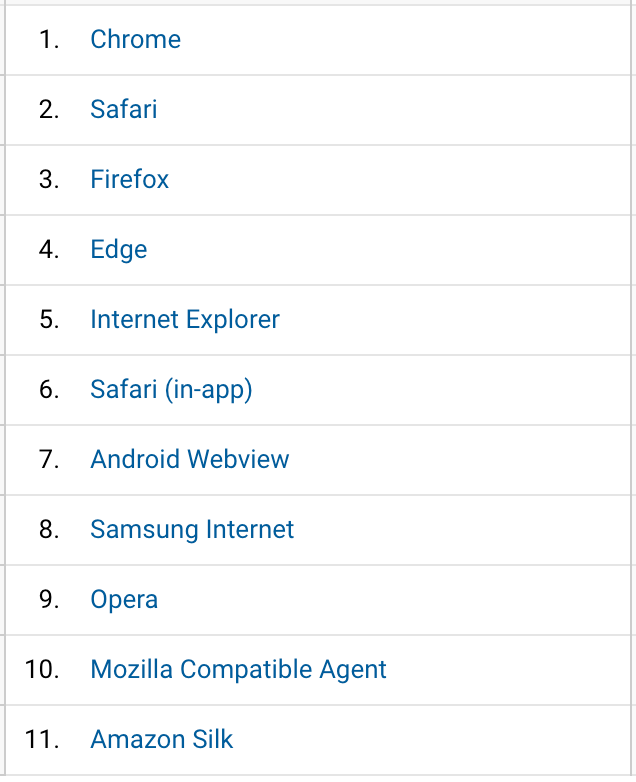 1. Chrome
2. Safari
3. Firefox
4. Edge
5. Internet Explorer
6. Safari (in-app)
7. Android Webview
8. Samsung Internet
9. Opera
10. Mozilla Compatible Agent
11. Amazon Silk